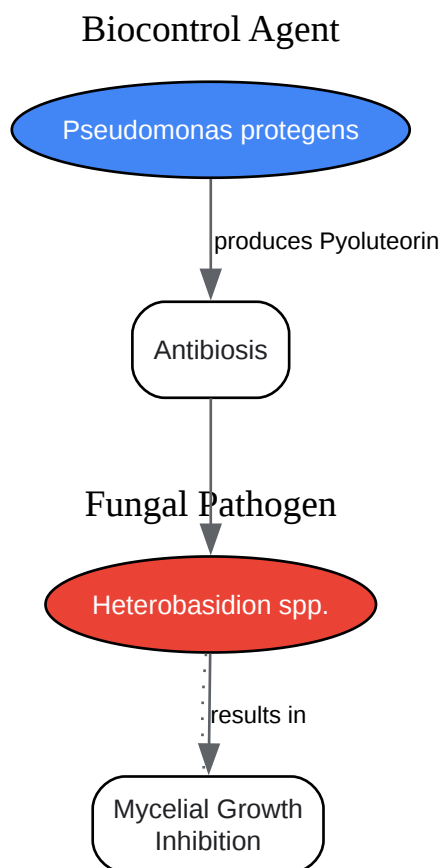 Biocontrol Agent
Pseudomonas protegens
produces Pyoluteorin
Antibiosis
Fungal Pathogen
Heterobasidion spp.
results in
Mycelial Growth
Inhibition